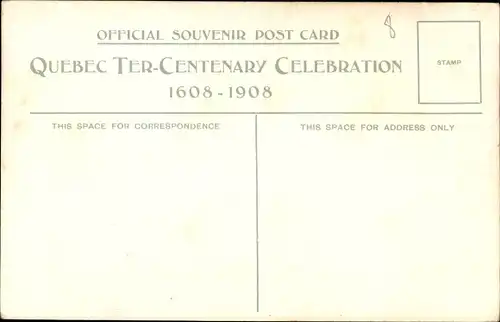 OFFICIAL SOUVENIR POST CARD
8
QUEBEC TER-CENTENARY CELEBRATION
1608-1908
STAMP
THIS SPACE FOR CORRESPONDENCE
THIS SPACE FOR ADDRESS ONLY